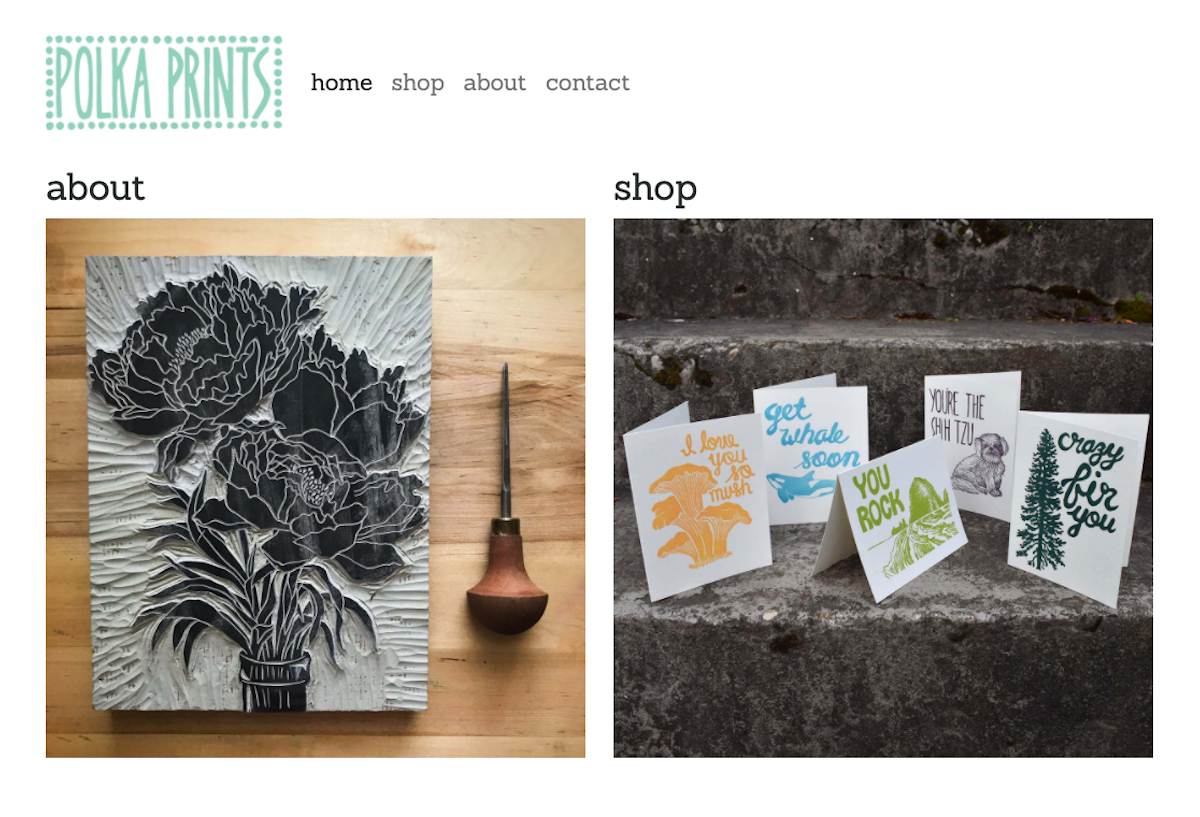 POLKA PRINTS
home shop about contact
about
shop
i love
you
so
mush
get
whale
soon
YOU
ROCK
YOU'RE THE
SHIH TZU
crazy
fir
you